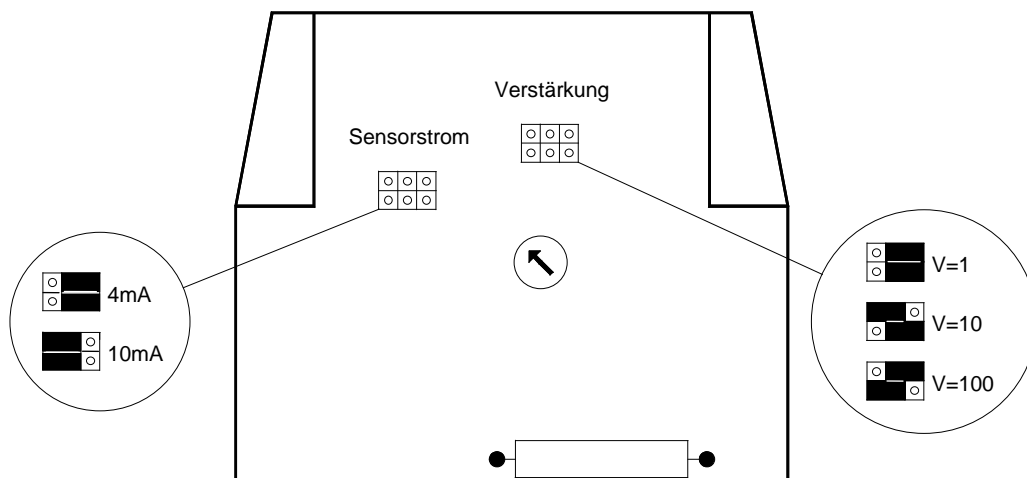 Verstärkung
Sensorstrom
4mA
10mA
V=1
V=10
V=100